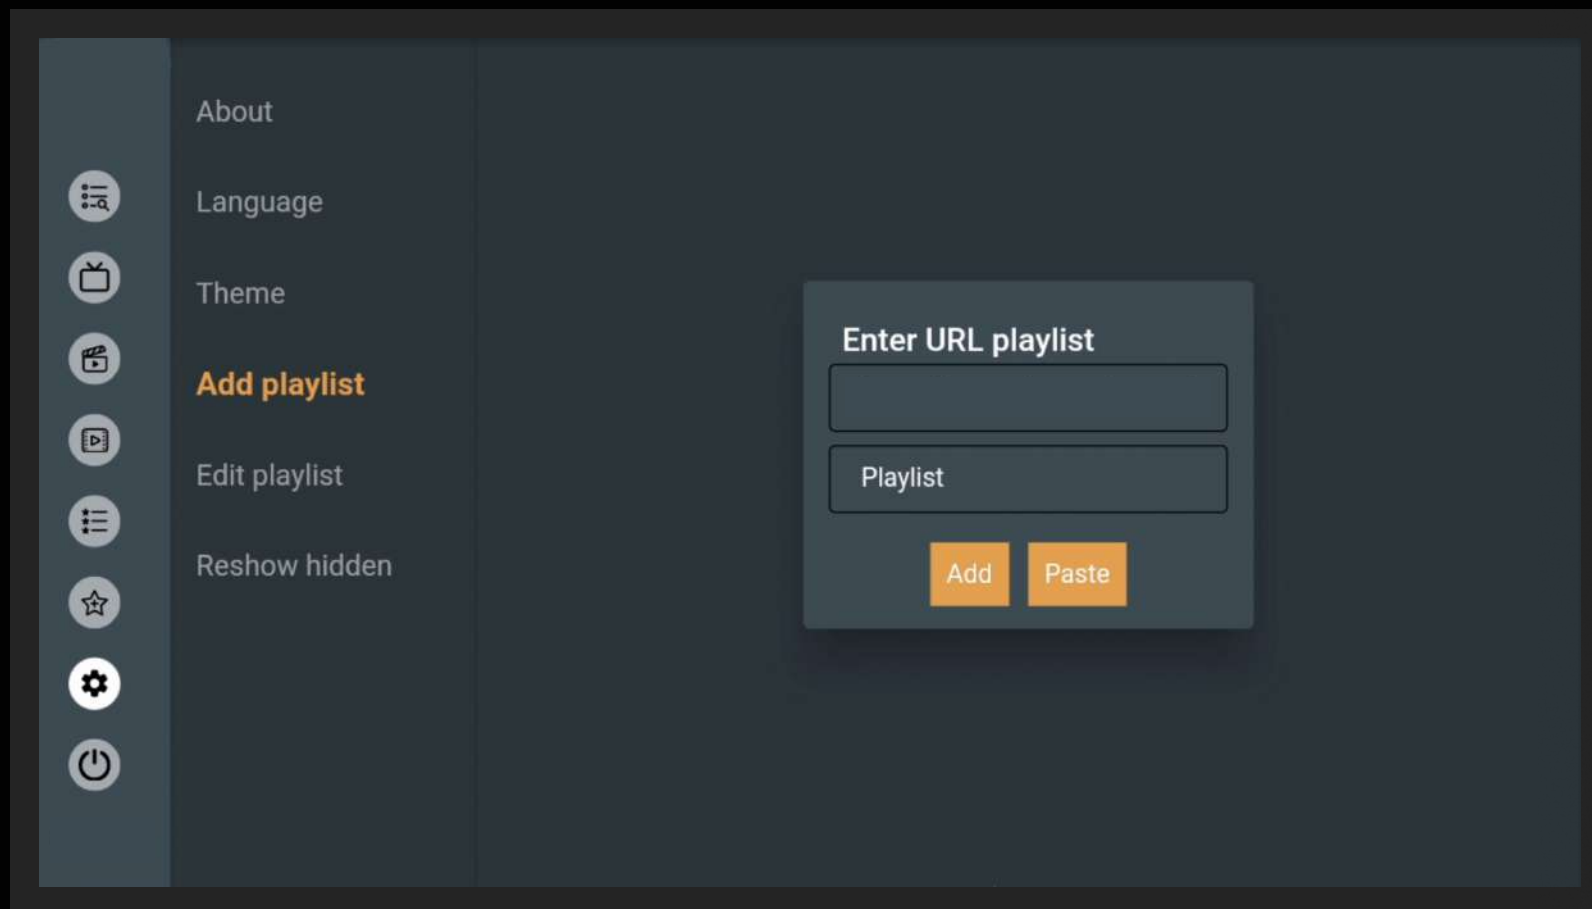 About
Language
Theme
Add playlist
Edit playlist
Reshow hidden
Enter URL playlist
Playlist
Add
Paste